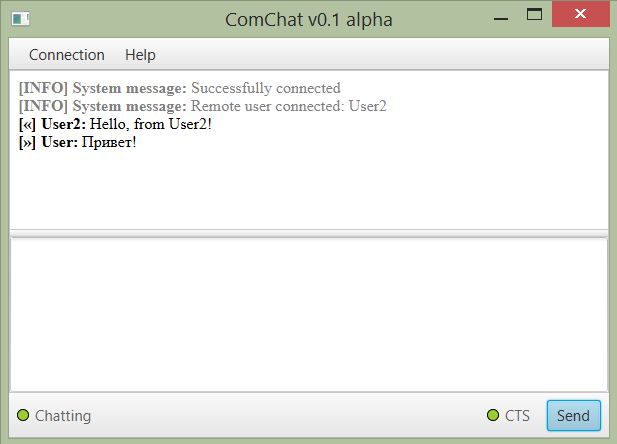 ComChat v0.1 alpha
Connection Help
[INFO] System message: Successfully connected
[INFO] System message: Remote user connected: User2
[«] User2: Hello, from User2!
[»] User: Привет!
Chatting CTS Send